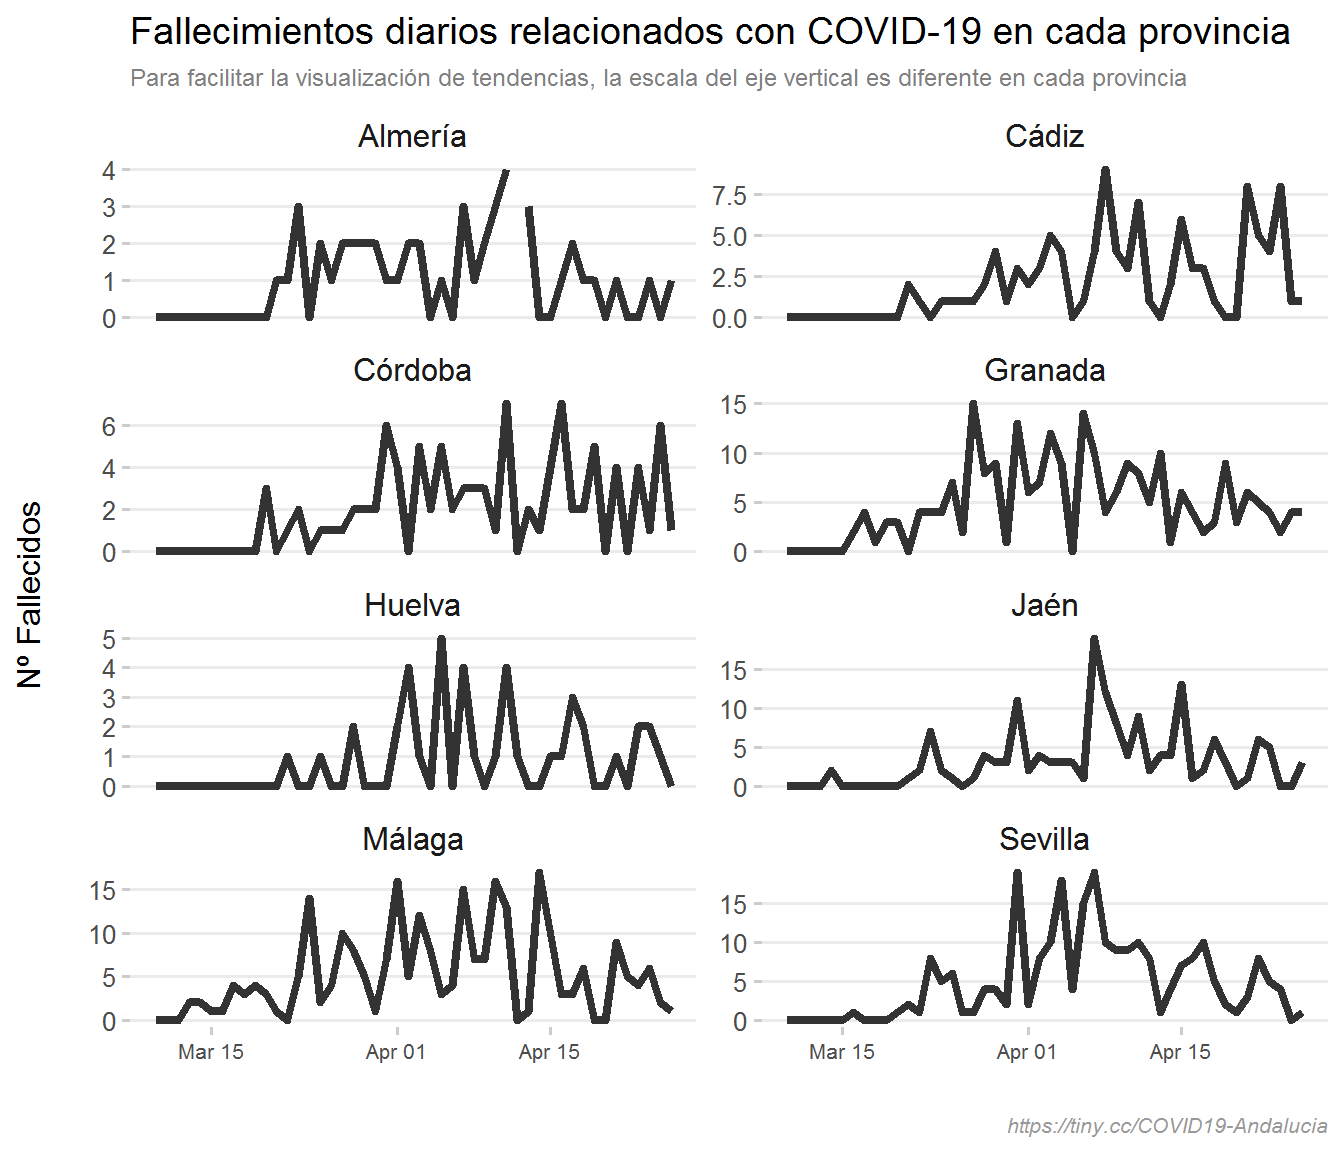 Fallecimientos diarios relacionados con COVID-19 en cada provincia
Para facilitar la visualización de tendencias, la escala del eje vertical es diferente en cada provincia
Nº Fallecidos
Almería
4
3
2
1
0
Cádiz
7.5
5.0
2.5
0.0
Córdoba
6
4
2
0
Granada
15
10
5
0
Huelva
5
4
3
2
1
0
Jaén
15
10
5
0
Málaga
15
10
5
0
Mar 15 Apr 01 Apr 15
Sevilla
15
10
5
0
Mar 15 Apr 01 Apr 15
https://tiny.cc/COVID19-Andalucia